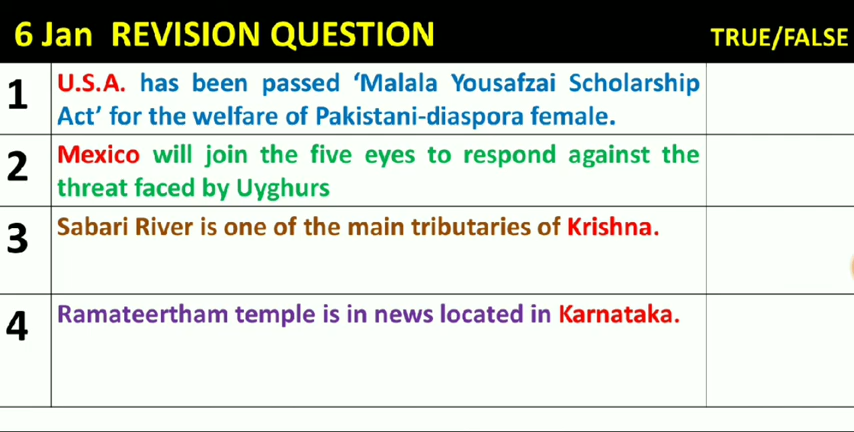 6 Jan REVISION QUESTION TRUE/FALSE
1 U.S.A. has been passed ‘Malala Yousafzai Scholarship
Act’ for the welfare of Pakistani-diaspora female.
2 Mexico will join the five eyes to respond against the
threat faced by Uyghurs
3 Sabari River is one of the main tributaries of Krishna.
4 Ramateertham temple is in news located in Karnataka.